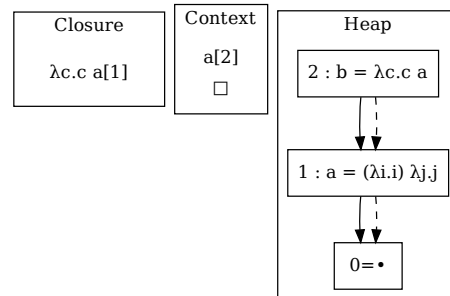 Closure
λc.c a[1]
Context
a[2]
□
Heap
2 : b = λc.c a
1 : a = (λi.i) λj.j
0=•